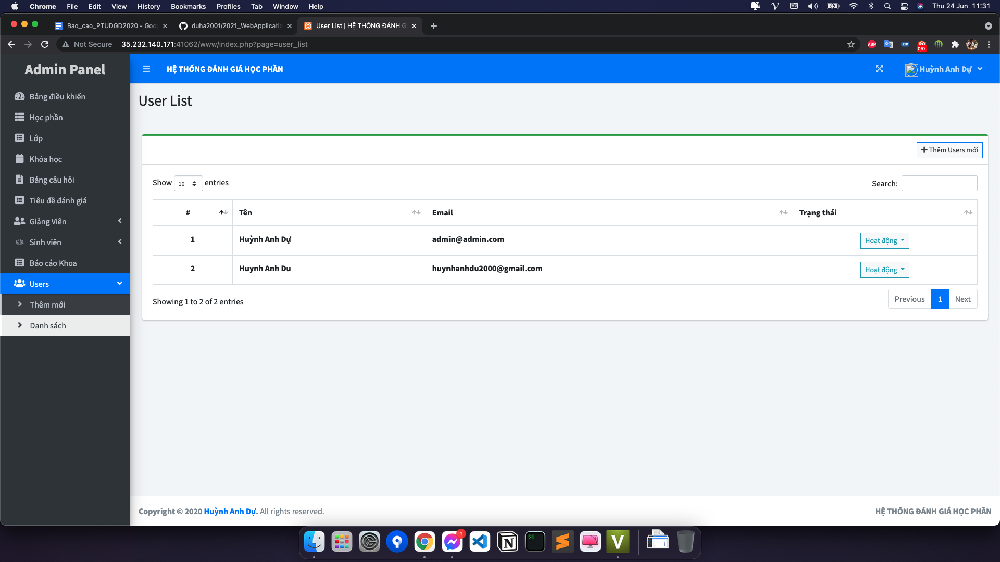 Chrome File Edit View History Bookmarks Profiles Tab Window Help Thu 24 Jun 11:31
Bao_cao_PTUDGD2020 - Goo duha2001/2021_WebApplicatio User List | HỆ THỐNG ĐÁNH G
Not Secure 35.232.140.171:41062/www/index.php?page=user_list ABP ZIP 0/0
Admin Panel
HỆ THỐNG ĐÁNH GIÁ HỌC PHẦN
Huỳnh Anh Dự
Bảng điều khiển
Học phần
Lớp
Khóa học
Bảng câu hỏi
Tiêu đề đánh giá
Giảng Viên
Sinh viên
Báo cáo Khoa
Users
Thêm mới
Danh sách
User List
Thêm Users mới
Show 10 entries
Search:
# Tên Email Trạng thái
1 Huỳnh Anh Dự admin@admin.com Hoạt động
2 Huynh Anh Du huynhanhdu2000@gmail.com Hoạt động
Showing 1 to 2 of 2 entries
Previous 1 Next
Copyright © 2020 Huỳnh Anh Dự. All rights reserved.
HỆ THỐNG ĐÁNH GIÁ HỌC PHẦN
1